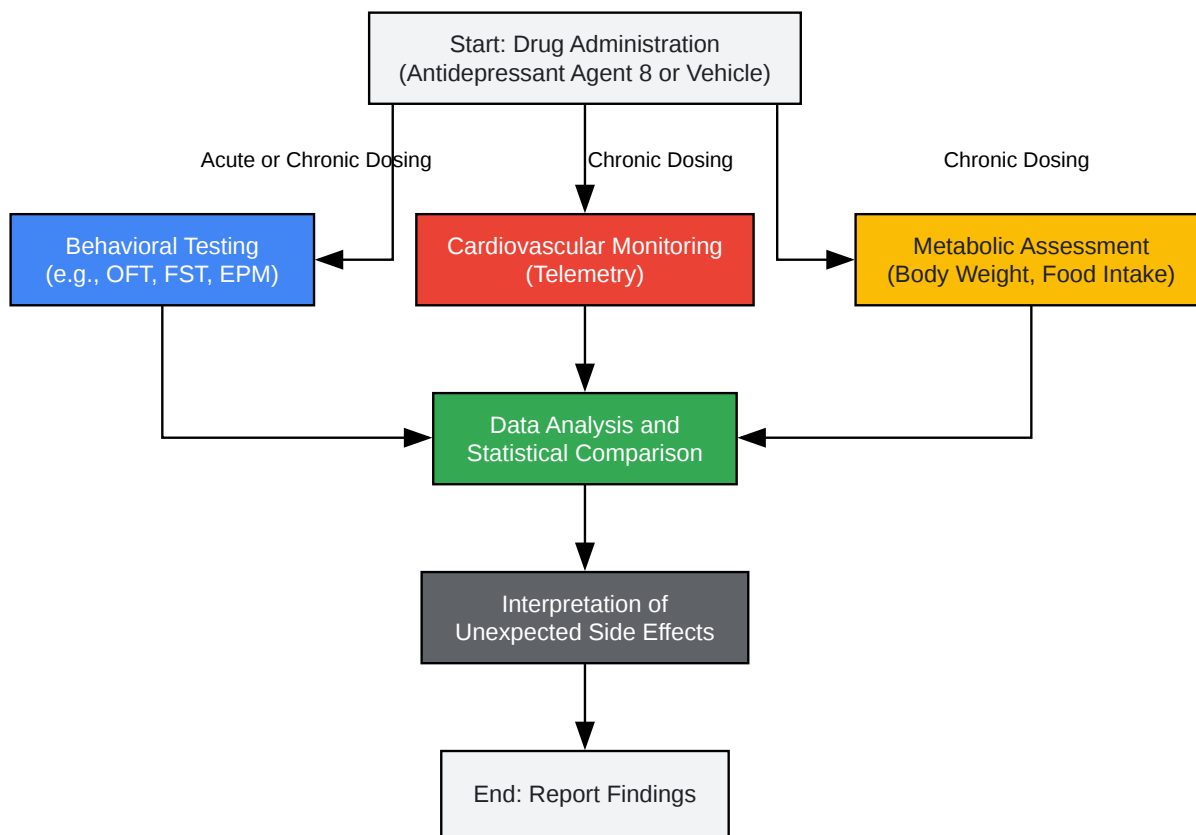 Start: Drug Administration
(Antidepressant Agent 8 or Vehicle)
Acute or Chronic Dosing
Chronic Dosing
Chronic Dosing
Behavioral Testing
(e.g., OFT, FST, EPM)
Cardiovascular Monitoring
(Telemetry)
Metabolic Assessment
(Body Weight, Food Intake)
Data Analysis and
Statistical Comparison
Interpretation of
Unexpected Side Effects
End: Report Findings